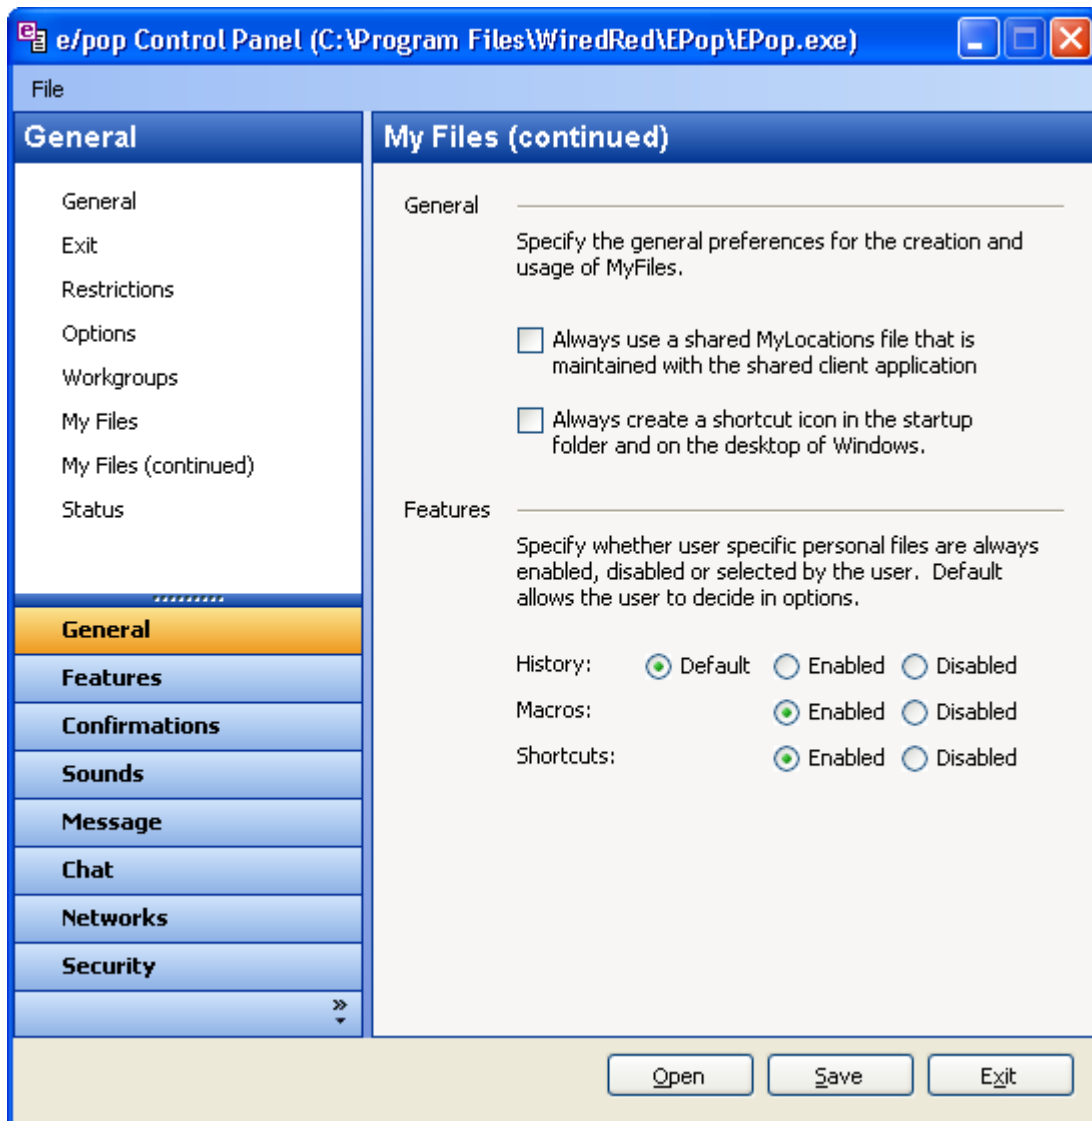 e/pop Control Panel (C:\Program Files\WiredRed\EPop\EPop.exe)
File
General
General
Exit
Restrictions
Options
Workgroups
My Files
My Files (continued)
Status
General
Features
Confirmations
Sounds
Message
Chat
Networks
Security
My Files (continued)
General
Specify the general preferences for the creation and
usage of MyFiles.
Always use a shared MyLocations file that is
maintained with the shared client application
Always create a shortcut icon in the startup
folder and on the desktop of Windows.
Features
Specify whether user specific personal files are always
enabled, disabled or selected by the user.  Default
allows the user to decide in options.
History: Default Enabled Disabled
Macros: Enabled Disabled
Shortcuts: Enabled Disabled
Open Save Exit